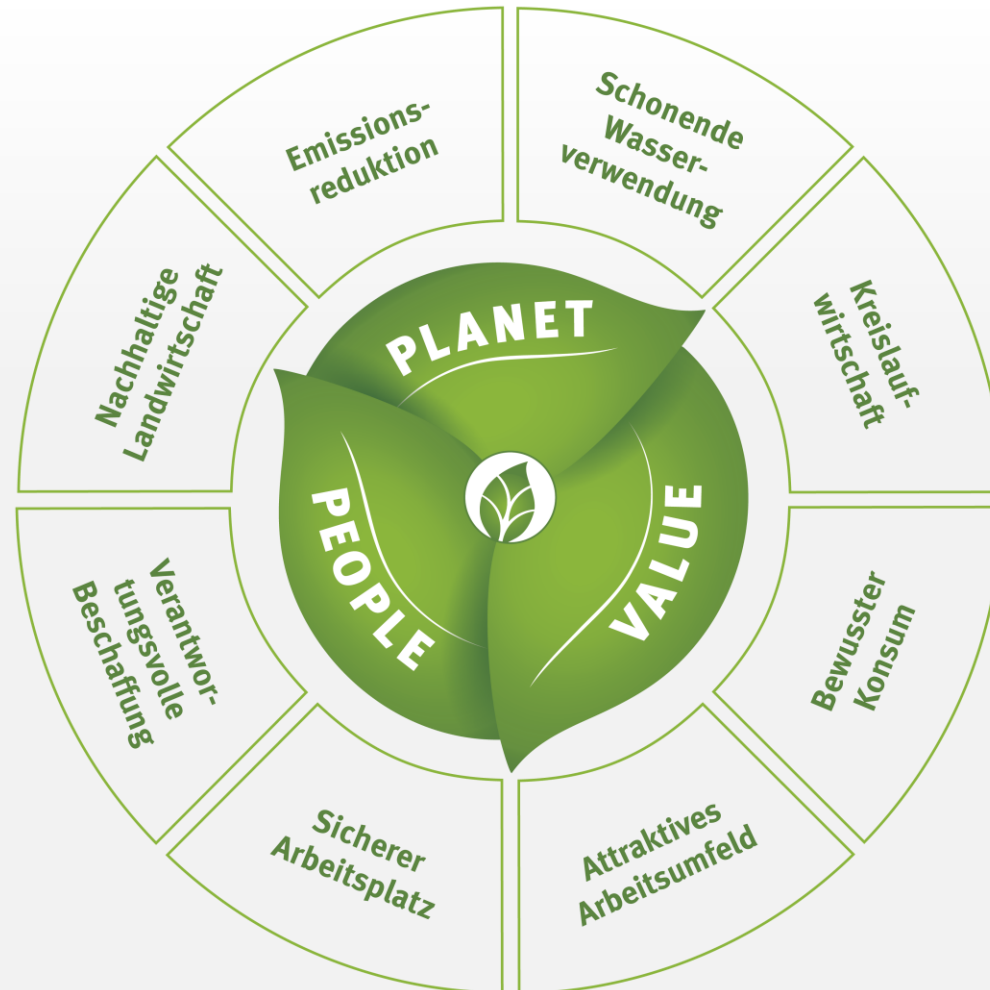 Emissions-
reduktion
Schonende
Wasser-
verwendung
Kreislauf-
wirtschaft
Bewusster
Konsum
Attraktives
Arbeitsumfeld
Sicherer
Arbeitsplatz
Verantwor-
tungsvolle
Beschaffung
Nachhaltige
Landwirtschaft
PLANET
VALUE
PEOPLE